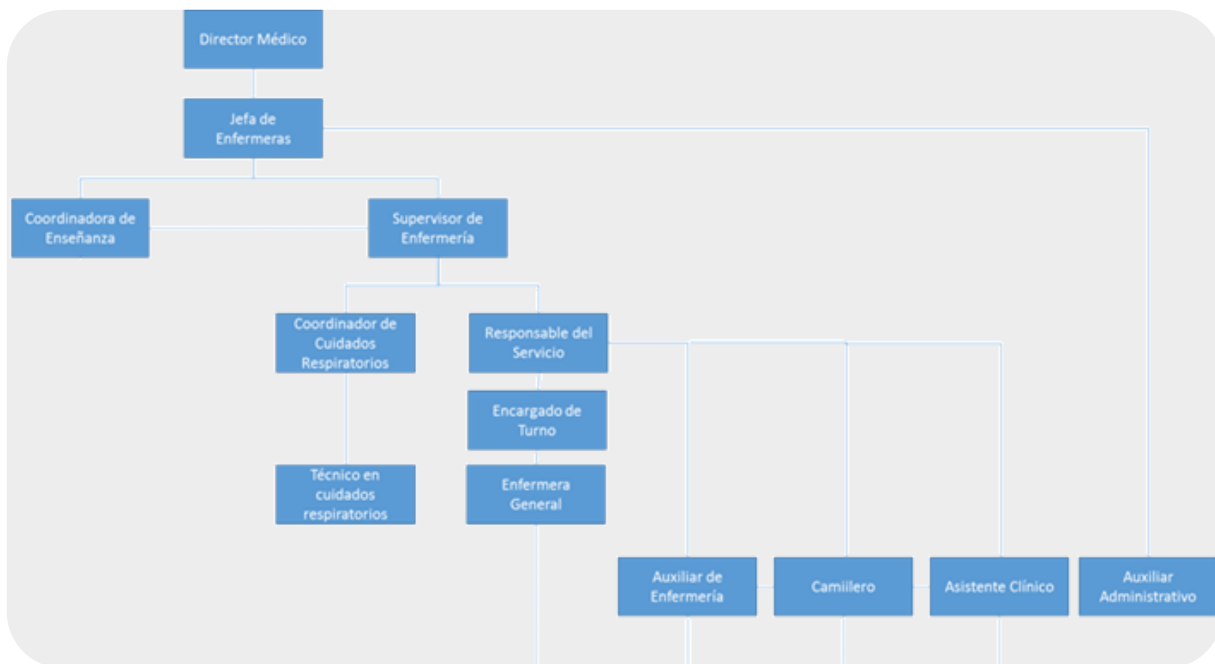 Director Médico
Jefa de
Enfermeras
Coordinadora de
Enseñanza
Supervisor de
Enfermería
Coordinador de
Cuidados
Respiratorios
Responsable del
Servicio
Encargado de
Turno
Técnico en
cuidados
respiratorios
Enfermera
General
Auxiliar de
Enfermería
Camiilero
Asistente Clínico
Auxiliar
Administrativo